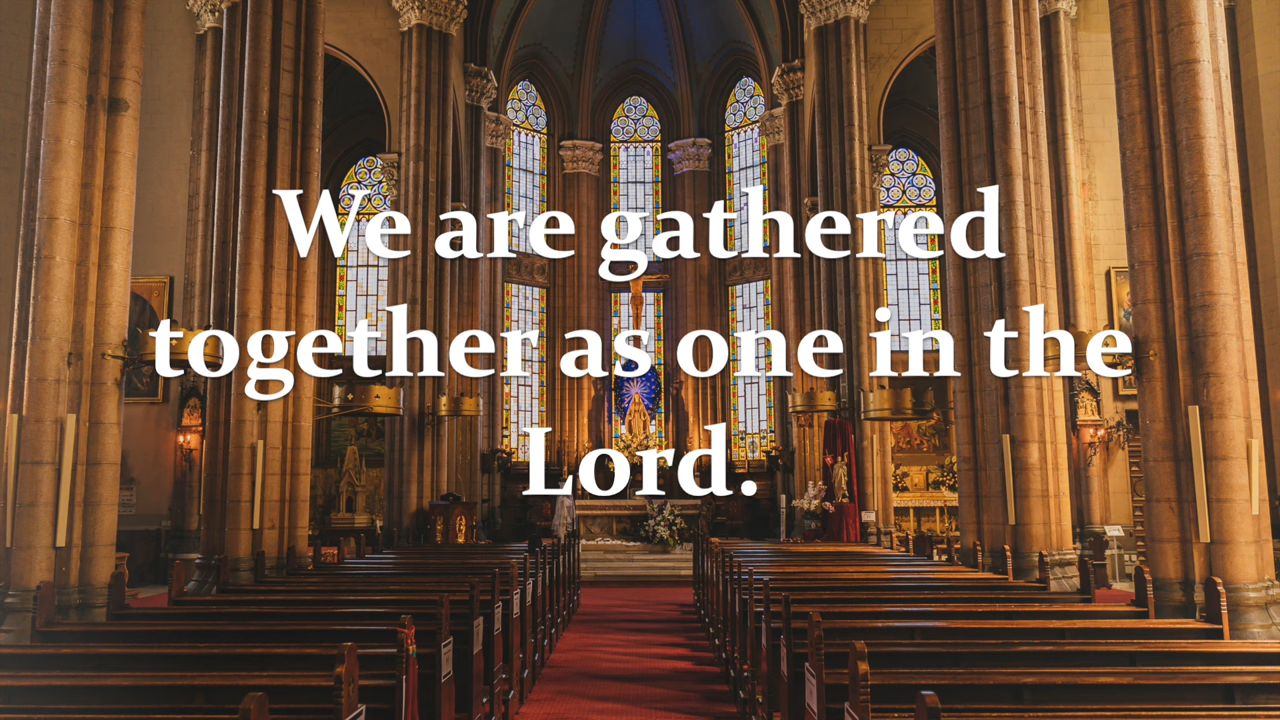 We are gathered
together as one in the
Lord.